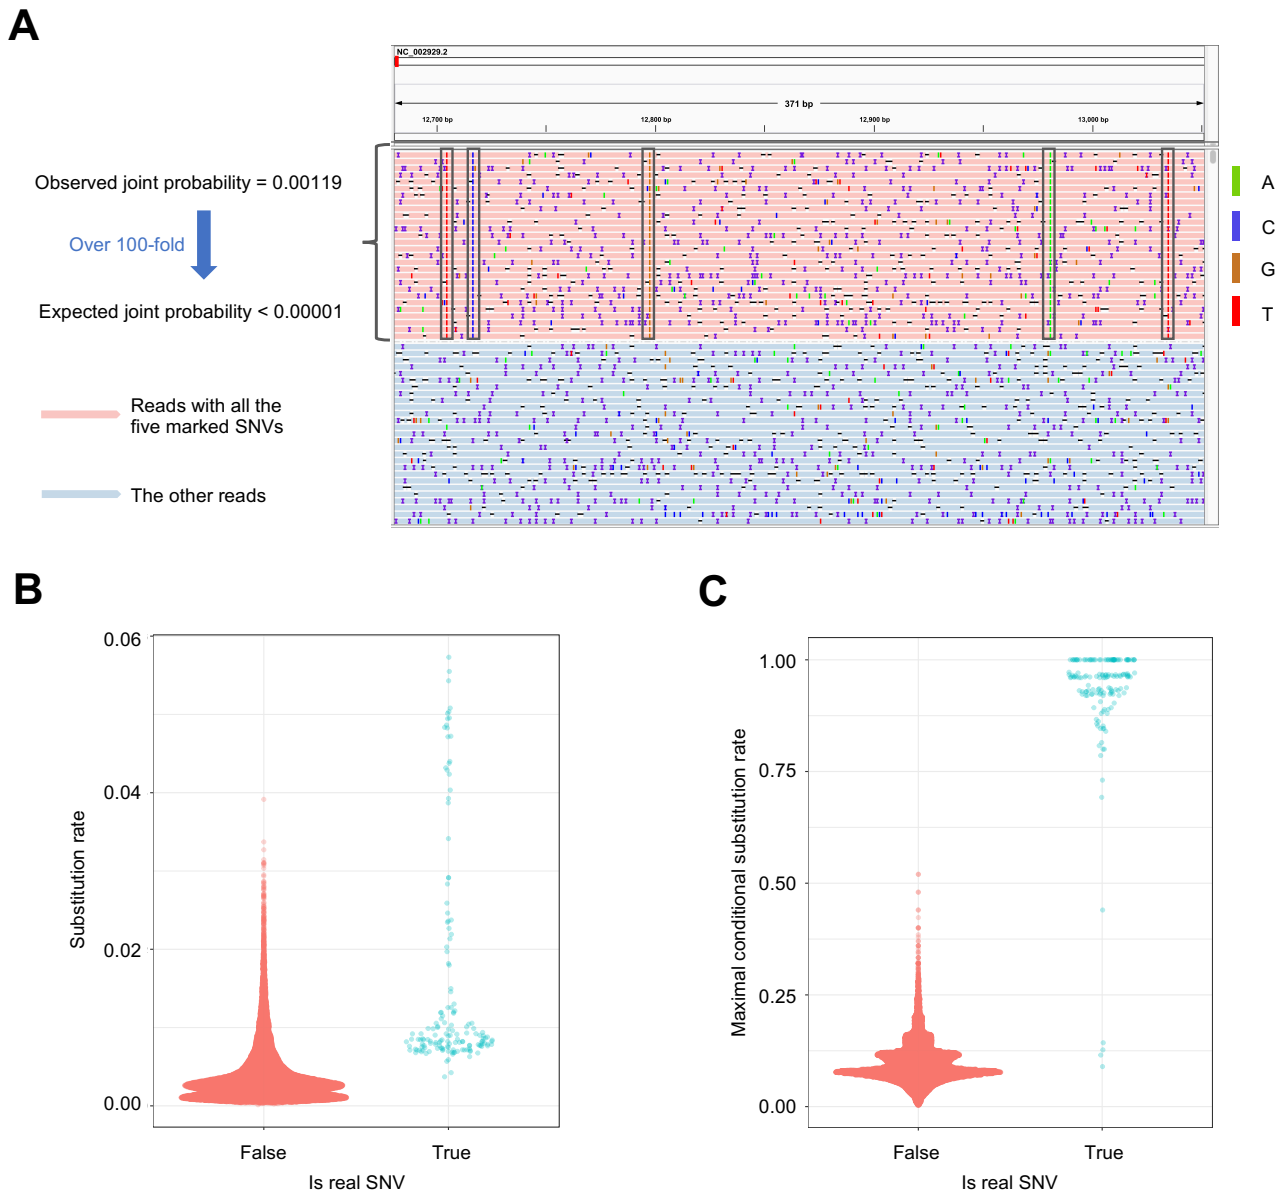 A
NC_002929.2
371 bp
12,700 bp
12,800 bp
12,900 bp
13,000 bp
Observed joint probability = 0.00119
Over 100-fold
Expected joint probability < 0.00001
Reads with all the
five marked SNVs
The other reads
A
C
G
T
B
0.06
0.04
0.02
0.00
Substitution rate
False
True
Is real SNV
C
1.00
0.75
0.50
0.25
0.00
Maximal conditional substitution rate
False
True
Is real SNV